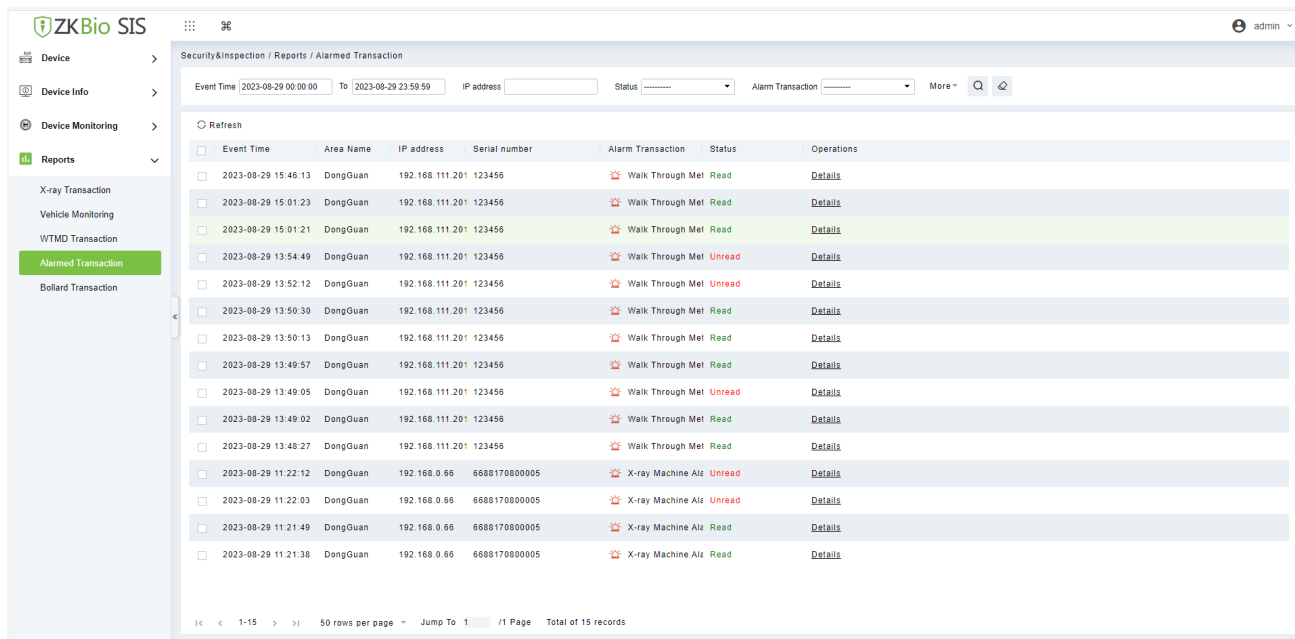 ZKBio SIS
admin
Device
Device Info
Device Monitoring
Reports
X-ray Transaction
Vehicle Monitoring
WTMD Transaction
Alarmed Transaction
Bollard Transaction
Security&Inspection / Reports / Alarmed Transaction
Event Time 2023-08-29 00:00:00 To 2023-08-29 23:59:59 IP address Status ---------- Alarm Transaction ---------- More
Refresh
Event Time Area Name IP address Serial number Alarm Transaction Status Operations
2023-08-29 15:46:13 DongGuan 192.168.111.201 123456 Walk Through Met Read Details
2023-08-29 15:01:23 DongGuan 192.168.111.201 123456 Walk Through Met Read Details
2023-08-29 15:01:21 DongGuan 192.168.111.201 123456 Walk Through Met Read Details
2023-08-29 13:54:49 DongGuan 192.168.111.201 123456 Walk Through Met Unread Details
2023-08-29 13:52:12 DongGuan 192.168.111.201 123456 Walk Through Met Unread Details
2023-08-29 13:50:30 DongGuan 192.168.111.201 123456 Walk Through Met Read Details
2023-08-29 13:50:13 DongGuan 192.168.111.201 123456 Walk Through Met Read Details
2023-08-29 13:49:57 DongGuan 192.168.111.201 123456 Walk Through Met Read Details
2023-08-29 13:49:05 DongGuan 192.168.111.201 123456 Walk Through Met Unread Details
2023-08-29 13:49:02 DongGuan 192.168.111.201 123456 Walk Through Met Read Details
2023-08-29 13:48:27 DongGuan 192.168.111.201 123456 Walk Through Met Read Details
2023-08-29 11:22:12 DongGuan 192.168.0.66 6688170800005 X-ray Machine Ala Unread Details
2023-08-29 11:22:03 DongGuan 192.168.0.66 6688170800005 X-ray Machine Ala Unread Details
2023-08-29 11:21:49 DongGuan 192.168.0.66 6688170800005 X-ray Machine Ala Read Details
2023-08-29 11:21:38 DongGuan 192.168.0.66 6688170800005 X-ray Machine Ala Read Details
1-15 50 rows per page Jump To 1 /1 Page Total of 15 records